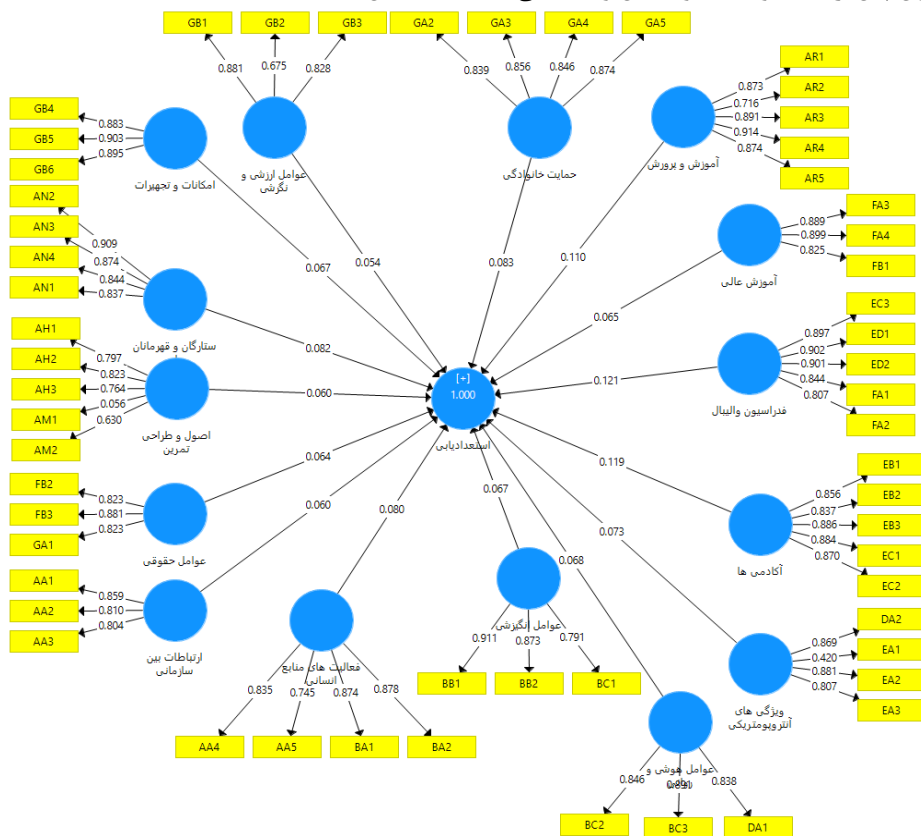 GB1
GB2
GB3
GA2
GA3
GA4
GA5
0.881
0.675
0.828
0.839
0.856
0.846
0.874
AR1
AR2
AR3
AR4
AR5
0.873
0.716
0.891
0.914
0.874
آموزش و پرورش
GB4
GB5
GB6
0.883
0.903
0.895
امکانات و تجهیزات
عوامل ارزشی و
نگرشی
حمایت خانوادگی
AN2
AN3
AN4
AN1
0.909
0.874
0.844
0.837
ستارگان و قهرمانان
FA3
FA4
FB1
0.889
0.899
0.825
آموزش عالی
0.067
0.054
0.083
0.110
0.065
0.082
0.121
0.060
AH1
AH2
AH3
AM1
AM2
0.797
0.823
0.764
0.056
0.630
اصول و طراحی
تمرین
[+]
1.000
استعدادیابی
EC3
ED1
ED2
FA1
FA2
0.897
0.902
0.901
0.844
0.807
فدراسیون والیبال
0.064
0.060
0.080
0.067
0.068
0.073
0.119
FB2
FB3
GA1
0.823
0.881
0.823
عوامل حقوقی
EB1
EB2
EB3
EC1
EC2
0.856
0.837
0.886
0.884
0.870
آکادمی ها
AA1
AA2
AA3
0.859
0.810
0.804
ارتباطات بین
سازمانی
فعالیت های منابع
انسانی
0.835
0.745
0.874
0.878
AA4
AA5
BA1
BA2
عوامل انگیزشی
0.911
0.873
0.791
BB1
BB2
BC1
DA2
EA1
EA2
EA3
0.869
0.420
0.881
0.807
ویژگی های
آنتروپومتریکی
عوامل هوشی و
0.846
0.838
BC2
BC3
DA1